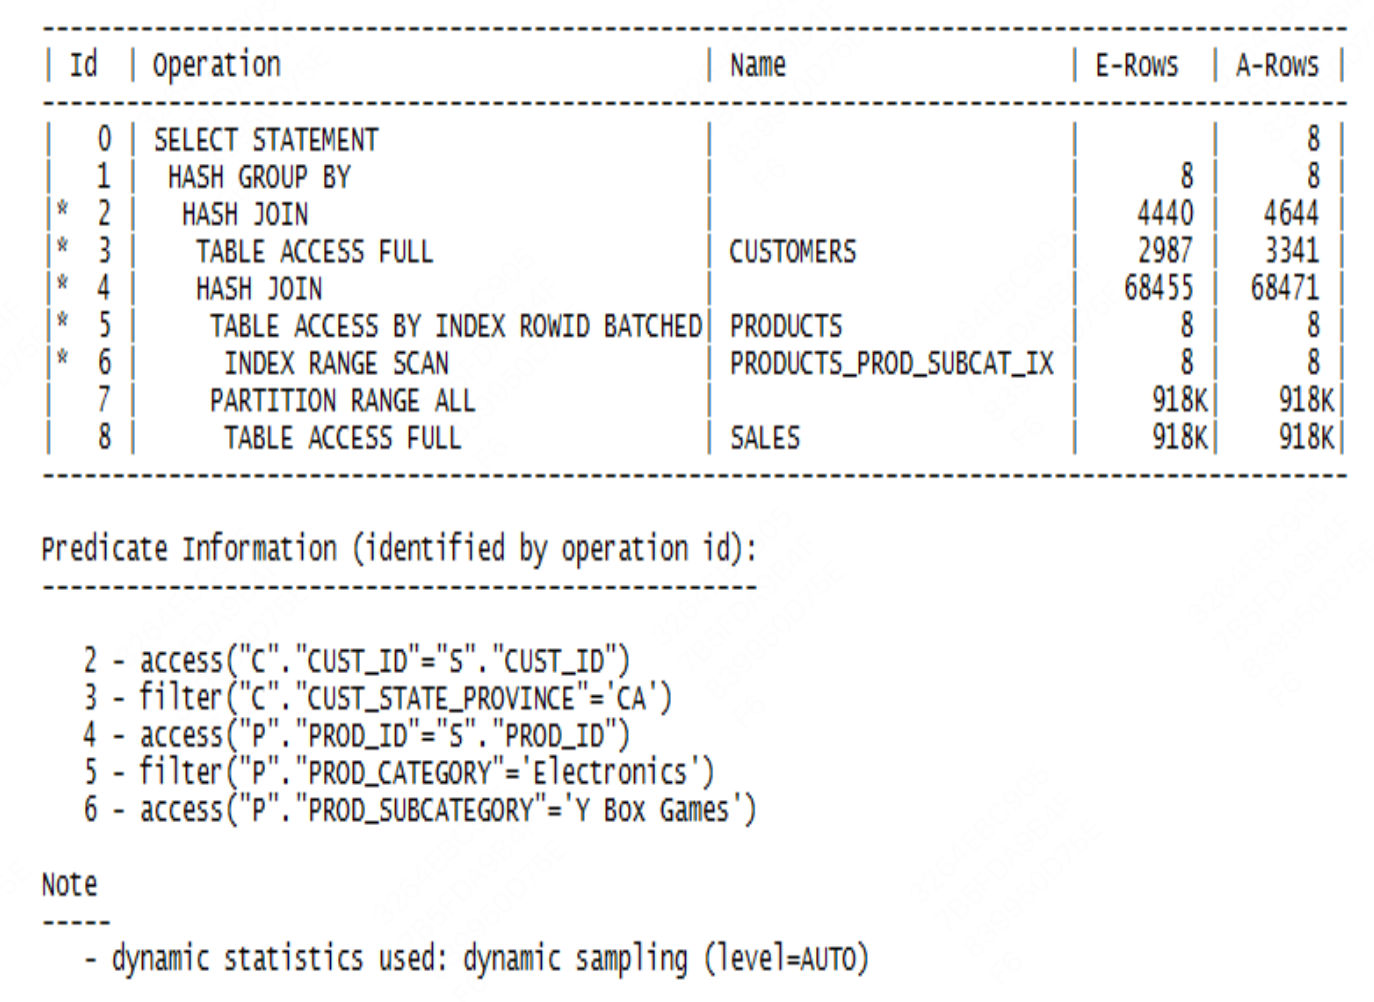 ---------------------------------------------------------------------------------------------
| Id  | Operation                              | Name                    | E-Rows  | A-Rows |
---------------------------------------------------------------------------------------------
|   0 | SELECT STATEMENT                       |                         |         |      8 |
|   1 |  HASH GROUP BY                         |                         |       8 |      8 |
|*  2 |   HASH JOIN                            |                         |    4440 |   4644 |
|*  3 |    TABLE ACCESS FULL                   | CUSTOMERS               |    2987 |   3341 |
|*  4 |    HASH JOIN                           |                         |   68455 |  68471 |
|*  5 |     TABLE ACCESS BY INDEX ROWID BATCHED| PRODUCTS                |       8 |      8 |
|*  6 |      INDEX RANGE SCAN                  | PRODUCTS_PROD_SUBCAT_IX |       8 |      8 |
|   7 |     PARTITION RANGE ALL                |                         |     918K|    918K|
|   8 |      TABLE ACCESS FULL                 | SALES                   |     918K|    918K|
---------------------------------------------------------------------------------------------
Predicate Information (identified by operation id):
---------------------------------------------------
2 - access("C"."CUST_ID"="S"."CUST_ID")
3 - filter("C"."CUST_STATE_PROVINCE"='CA')
4 - access("P"."PROD_ID"="S"."PROD_ID")
5 - filter("P"."PROD_CATEGORY"='Electronics')
6 - access("P"."PROD_SUBCATEGORY"='Y Box Games')
Note
-----
- dynamic statistics used: dynamic sampling (level=AUTO)